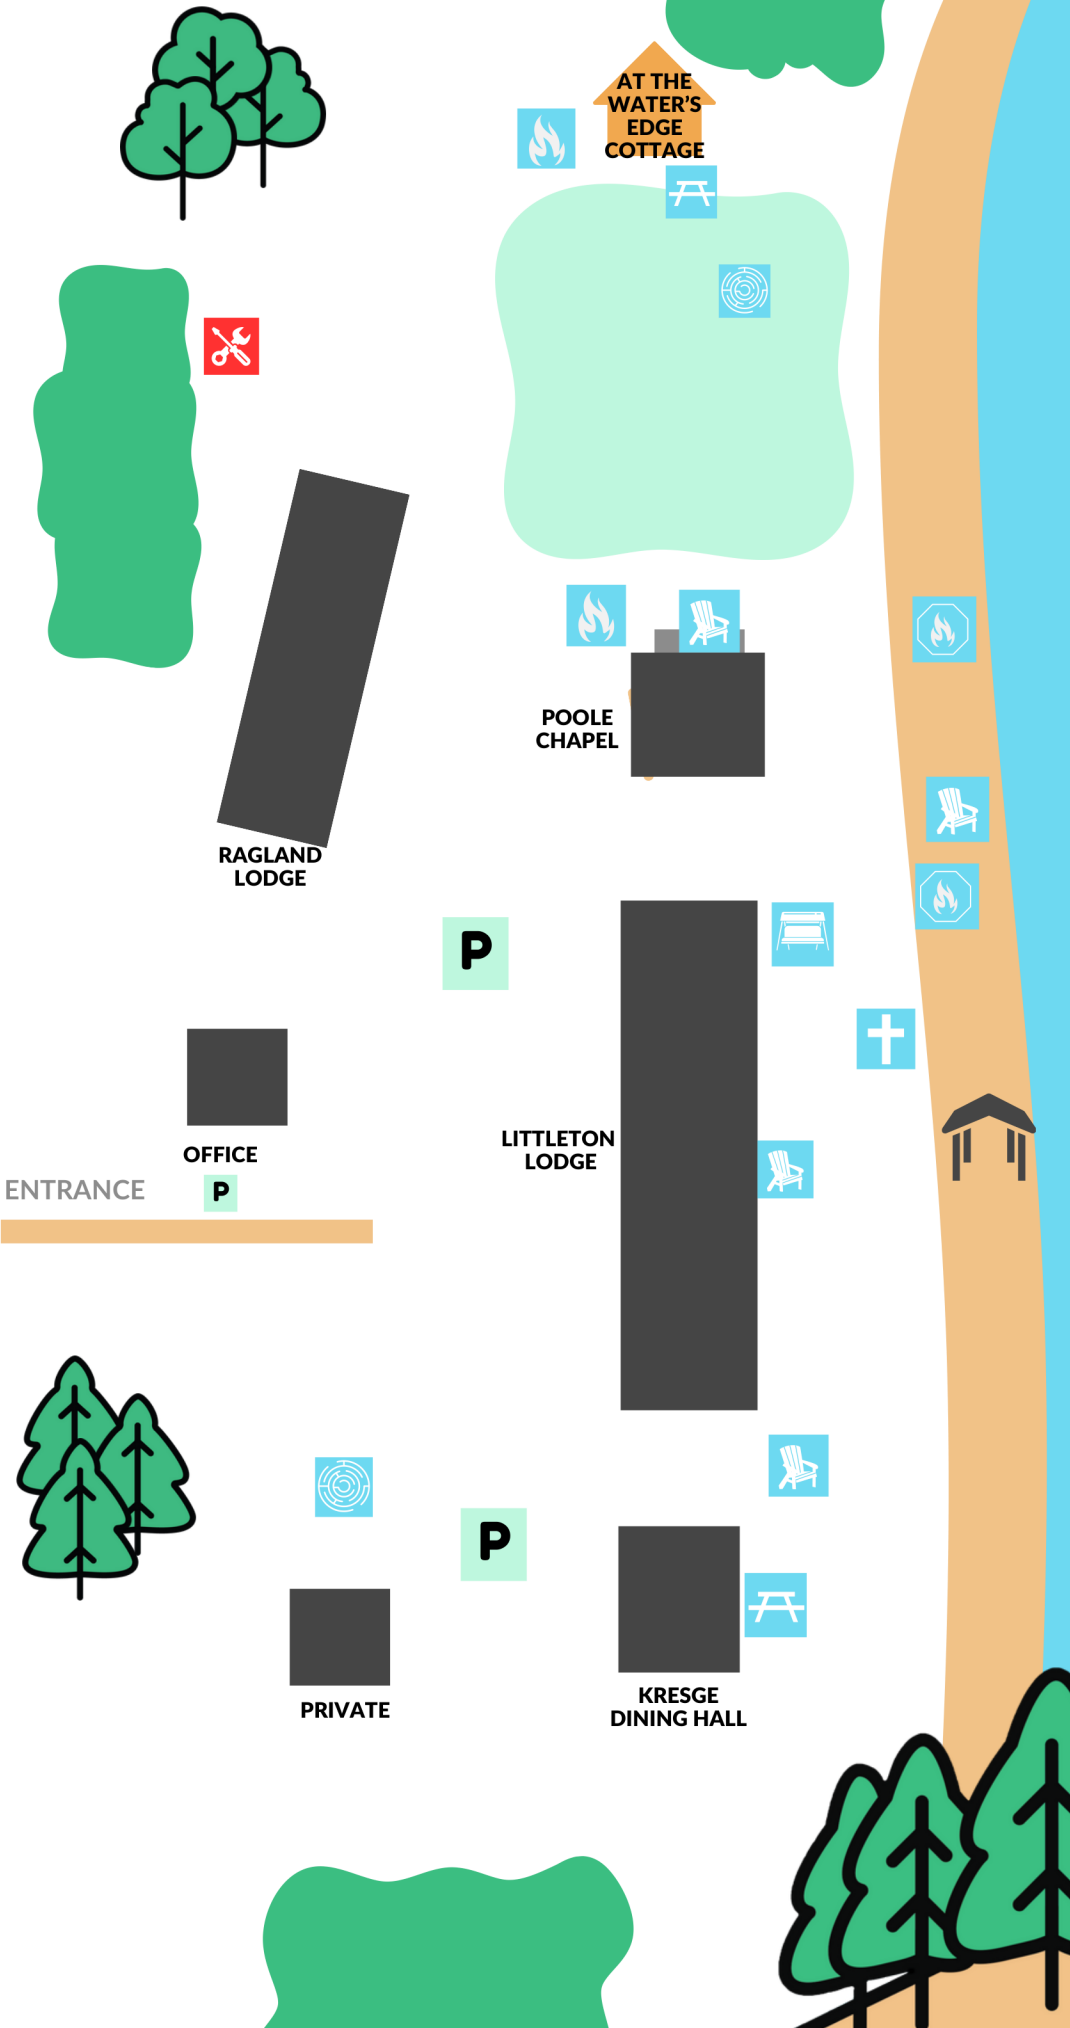 AT THE
WATER'S
EDGE
COTTAGE
POOLE
CHAPEL
RAGLAND
LODGE
P
OFFICE
LITTLETON
LODGE
ENTRANCE
P
P
PRIVATE
KRESGE
DINING HALL